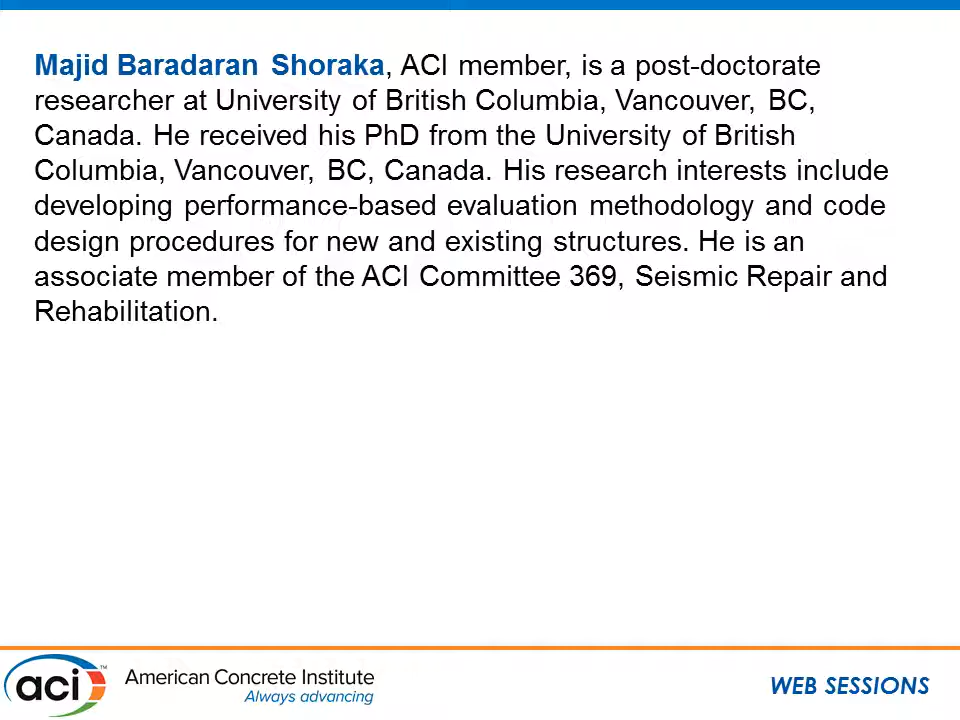 Majid Baradaran Shoraka, ACI member, is a post-doctorate
researcher at University of British Columbia, Vancouver, BC,
Canada. He received his PhD from the University of British
Columbia, Vancouver, BC, Canada. His research interests include
developing performance-based evaluation methodology and code
design procedures for new and existing structures. He is an
associate member of the ACI Committee 369, Seismic Repair and
Rehabilitation.
aci™
American Concrete Institute
Always advancing
WEB SESSIONS